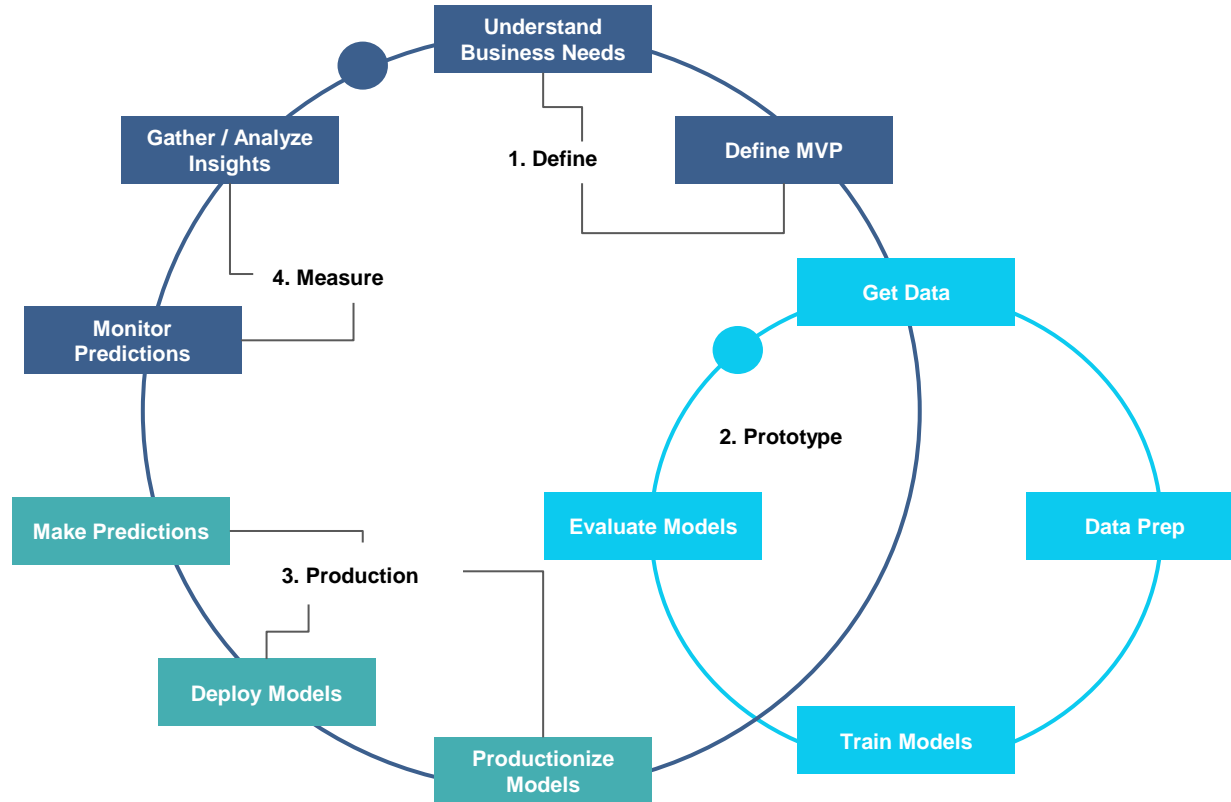 Understand
Business Needs
Gather / Analyze
Insights
1. Define
Define MVP
4. Measure
Get Data
Monitor
Predictions
2. Prototype
Make Predictions
Evaluate Models
Data Prep
3. Production
Deploy Models
Productionize
Models
Train Models